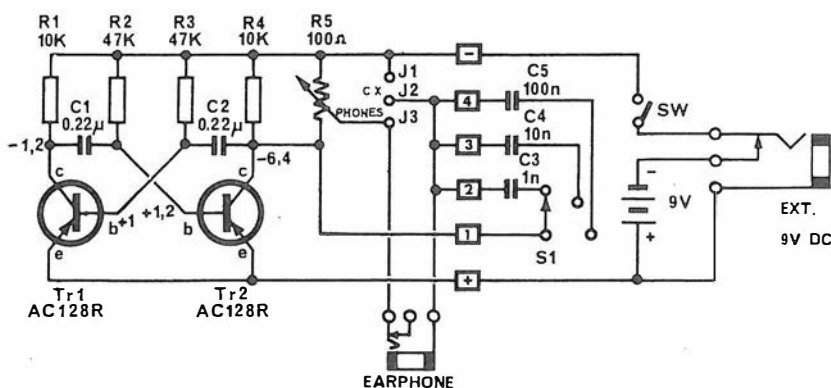 R1 R2 R3 R4 R5
10K 47K 47K 10K 100Ω
J1
C5
100n
C1 C2
0.22µ 0.22µ
CX J2
PHONES
J3
4
C4
10n
SW
-1,2
-6,4
3
C3
1n
2
c c
b +1 +1,2 b
e e
1
S1
-
9V
+
EXT.
9V DC
-
+
Tr1 Tr2
AC128R AC128R
EARPHONE